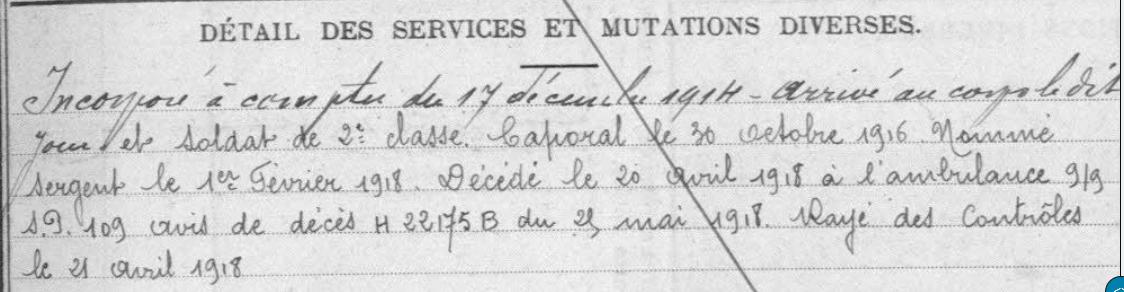 DÉTAIL DES SERVICES ET MUTATIONS DIVERSES.
Incorporé à compter du 17 décembre 1914 - arrivé au corps le dit
jour et soldat de 2e classe. Caporal le 30 octobre 1916. Nommé
sergent le 1er Février 1918. Décédé le 20 avril 1918 à l'ambulance 9/9
S.P. 109 avis de décès H 22175 B du mai 1918. Rayé des Contrôles
le 21 avril 1918